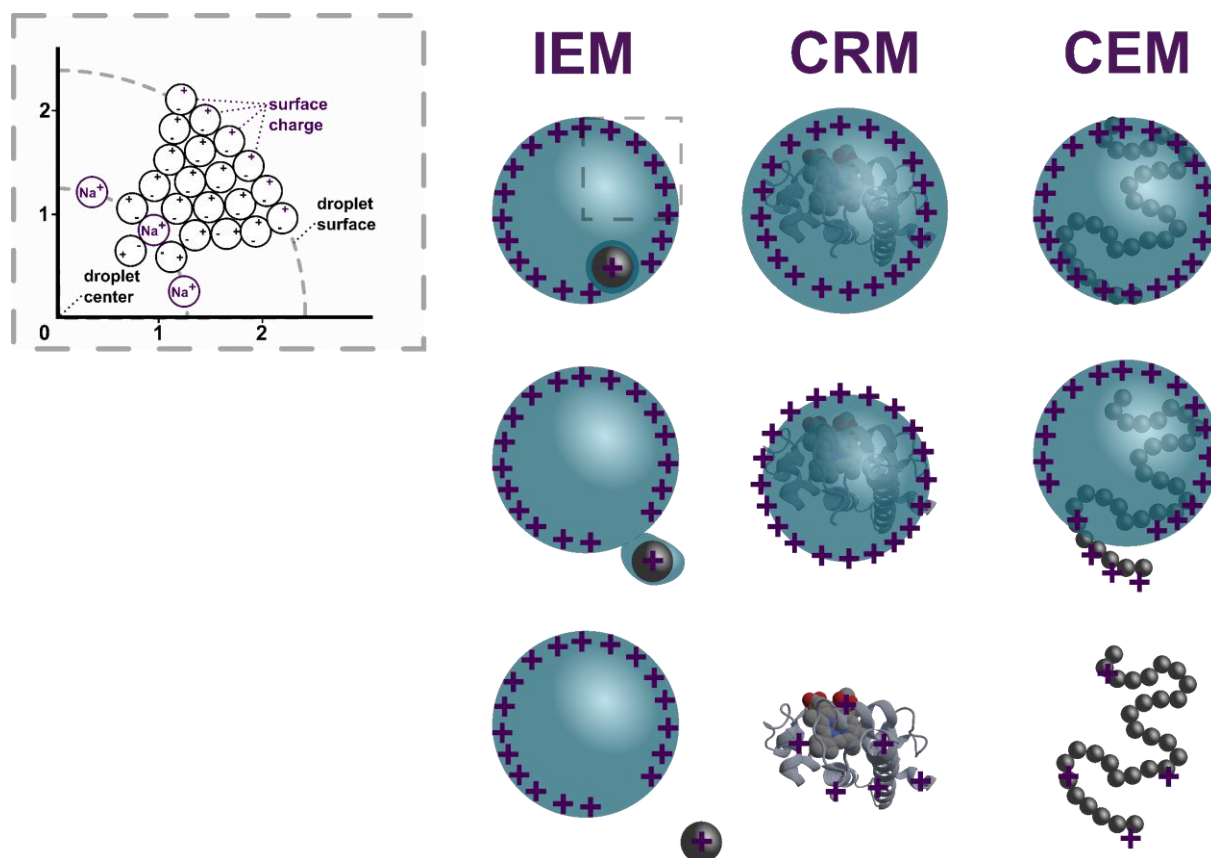 IEM
CRM
CEM
2
1
0
1
2
surface
charge
Na+
Na+
Na+
droplet
surface
droplet
center